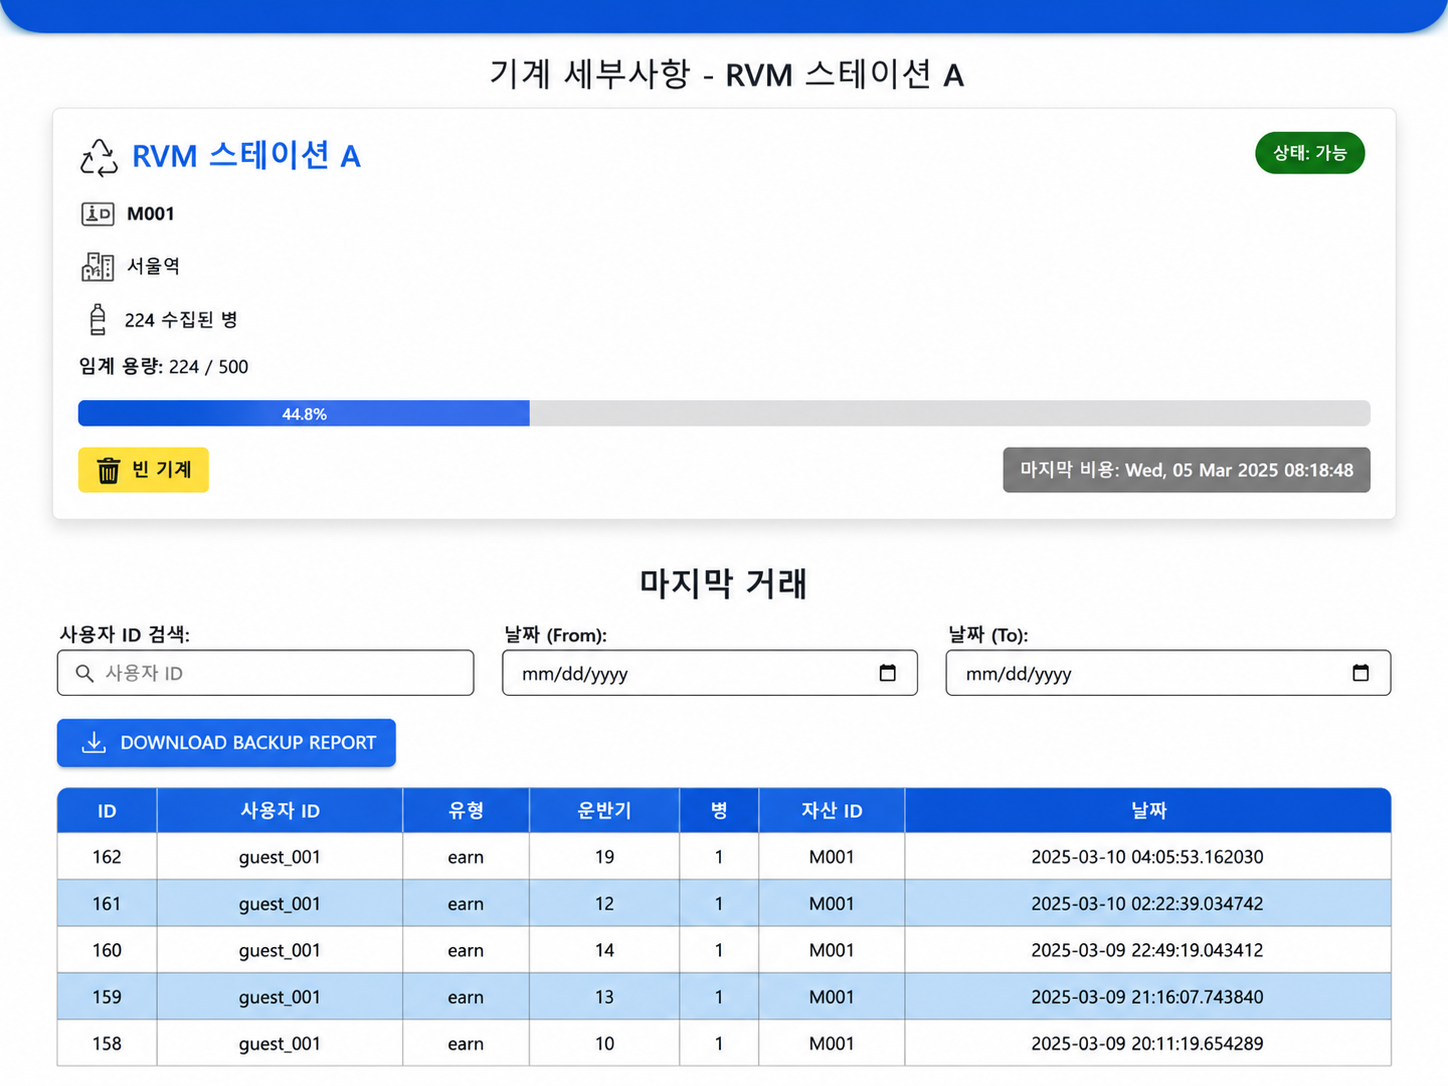 기계 세부사항 - RVM 스테이션 A
RVM 스테이션 A
상태: 가능
ID M001
서울역
224 수집된 병
임계 용량: 224 / 500
44.8%
빈 기계
마지막 비용: Wed, 05 Mar 2025 08:18:48
마지막 거래
사용자 ID 검색: 날짜 (From): 날짜 (To):
사용자 ID mm/dd/yyyy mm/dd/yyyy
DOWNLOAD BACKUP REPORT
ID 사용자 ID 유형 운반기 병 자산 ID 날짜
162 guest_001 earn 19 1 M001 2025-03-10 04:05:53.162030
161 guest_001 earn 12 1 M001 2025-03-10 02:22:39.034742
160 guest_001 earn 14 1 M001 2025-03-09 22:49:19.043412
159 guest_001 earn 13 1 M001 2025-03-09 21:16:07.743840
158 guest_001 earn 10 1 M001 2025-03-09 20:11:19.654289